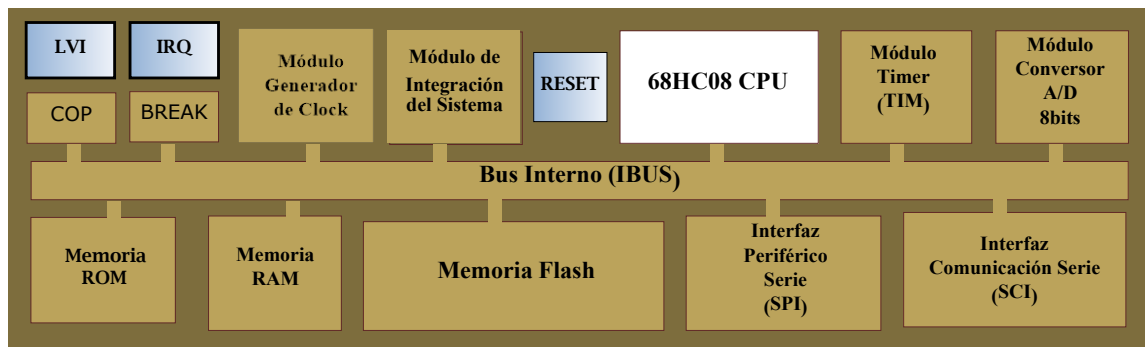 LVI
IRQ
COP
BREAK
Módulo
Generador
de Clock
Módulo de
Integración
del Sistema
RESET
68HC08 CPU
Módulo
Timer
(TIM)
Módulo
Conversor
A/D
8bits
Bus Interno (IBUS)
Memoria
ROM
Memoria
RAM
Memoria Flash
Interfaz
Periférico
Serie
(SPI)
Interfaz
Comunicación Serie
(SCI)